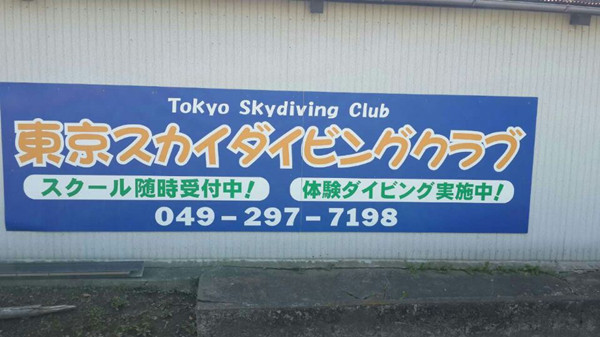 Tokyo Skydiving Club
東京スカイダイビングクラブ
スクール随時受付中! 体験ダイビング実施中!
049-297-7198